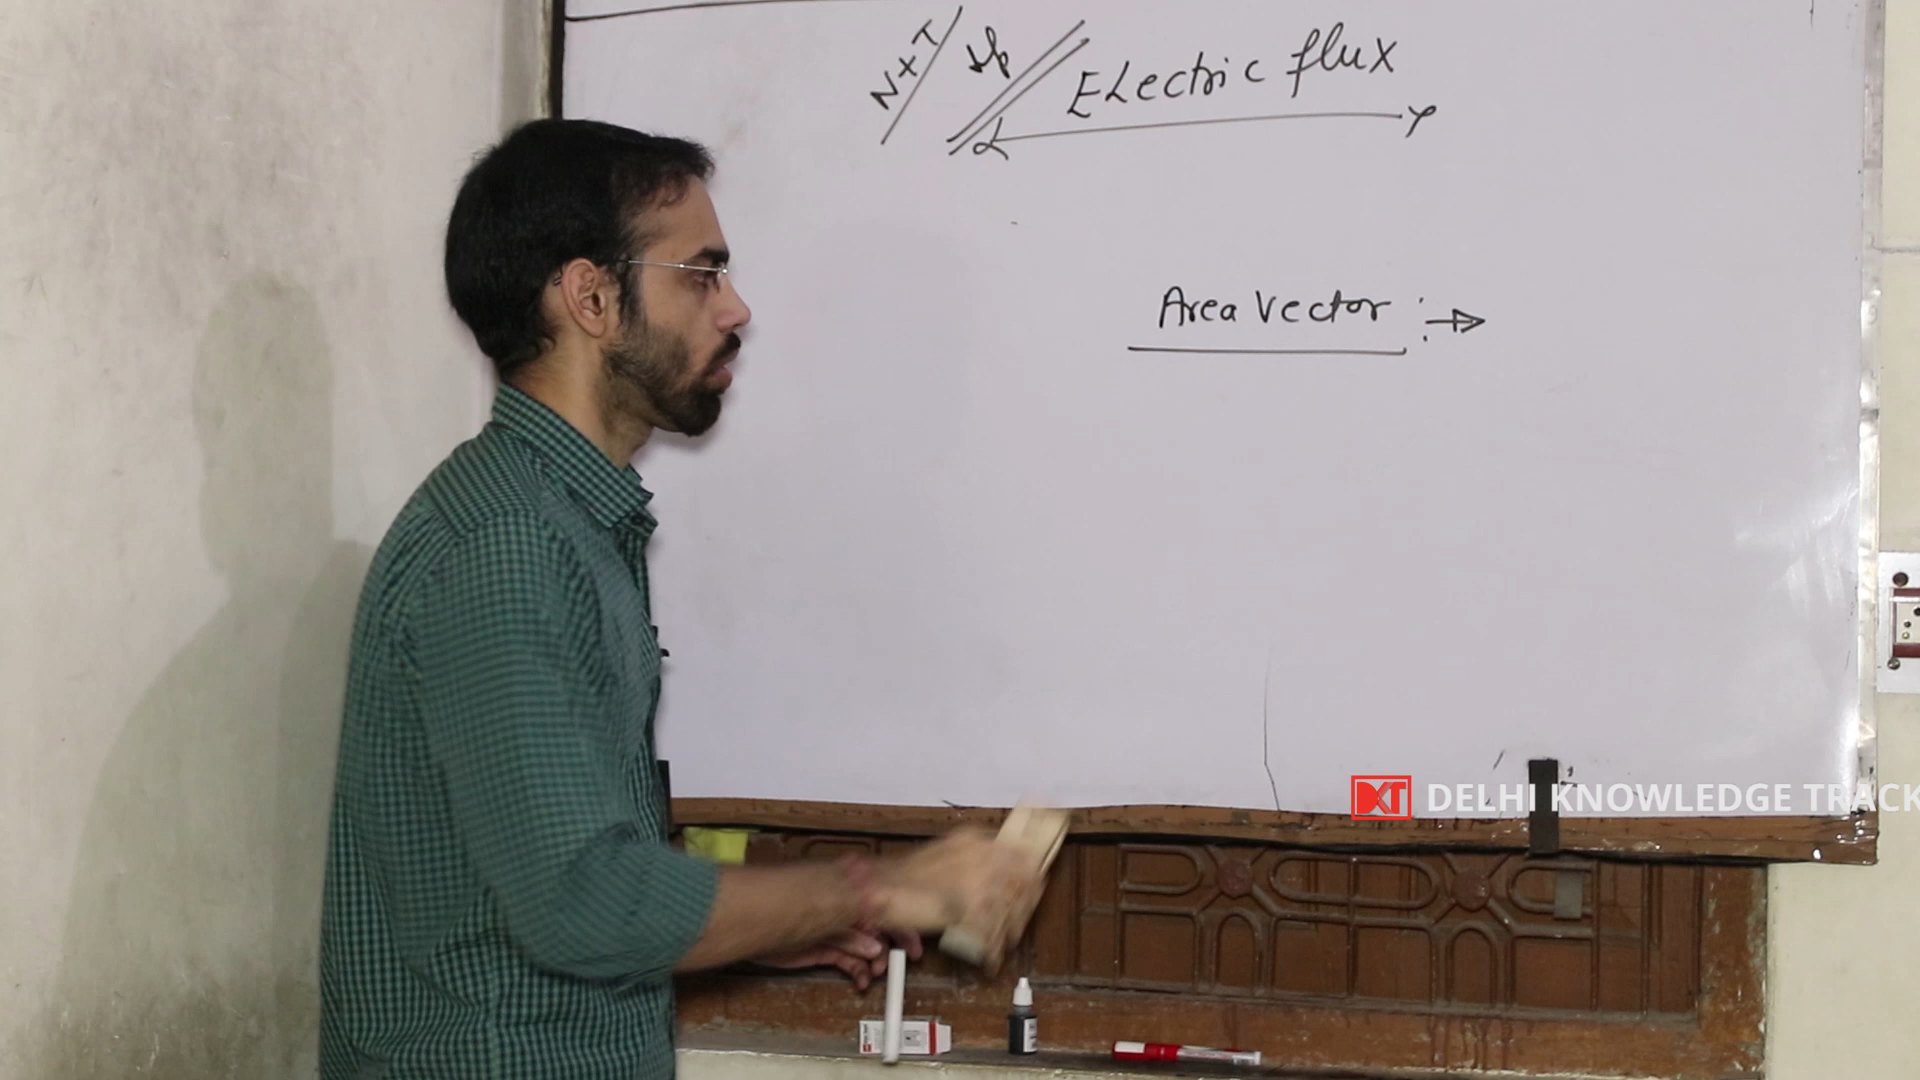 N X T
Electric flux
Area Vector :→
DELHI KNOWLEDGE TRACK